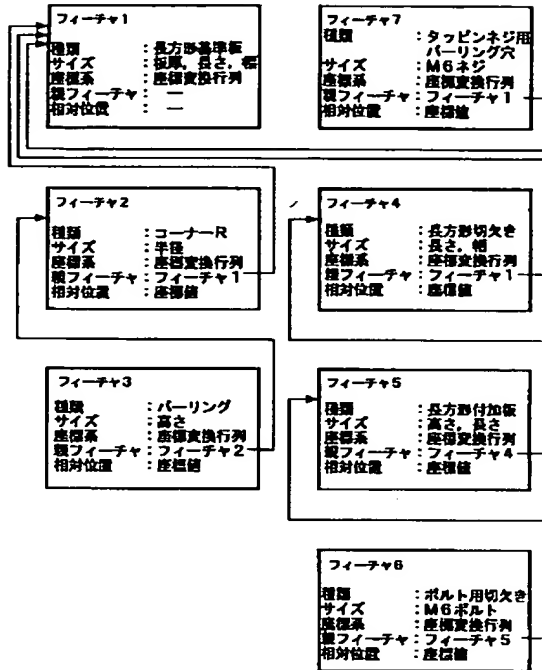 フィーチャ1
種類 : 長方形基準板
サイズ : 板厚, 長さ, 幅
座標系 : 座標変換行列
親フィーチャ : —
相対位置 : —
フィーチャ7
種類 : タッピンネジ用
バーリング穴
サイズ : M6ネジ
座標系 : 座標変換行列
親フィーチャ : フィーチャ1
相対位置 : 座標値
フィーチャ2
種類 : コーナーR
サイズ : 半径
座標系 : 座標変換行列
親フィーチャ : フィーチャ1
相対位置 : 座標値
フィーチャ4
種類 : 長方形切欠き
サイズ : 長さ, 幅
座標系 : 座標変換行列
親フィーチャ : フィーチャ1
相対位置 : 座標値
フィーチャ3
種類 : バーリング
サイズ : 高さ
座標系 : 座標変換行列
親フィーチャ : フィーチャ2
相対位置 : 座標値
フィーチャ5
種類 : 長方形付加板
サイズ : 高さ, 長さ
座標系 : 座標変換行列
親フィーチャ : フィーチャ4
相対位置 : 座標値
フィーチャ6
種類 : ボルト用切欠き
サイズ : M6ボルト
座標系 : 座標変換行列
親フィーチャ : フィーチャ5
相対位置 : 座標値